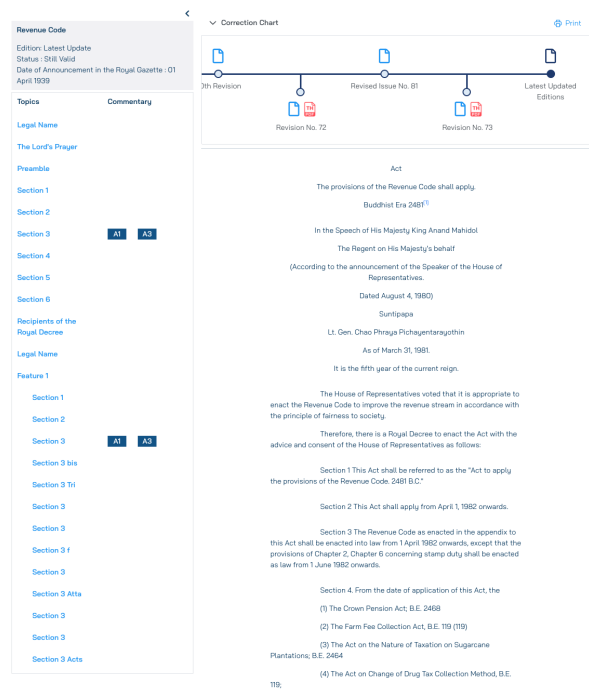 Revenue Code
Edition: Latest Update
Status : Still Valid
Date of Announcement in the Royal Gazette : 01
April 1939
Topics Commentary
Legal Name
The Lord's Prayer
Preamble
Section 1
Section 2
Section 3 A1 A3
Section 4
Section 5
Section 6
Recipients of the
Royal Decree
Legal Name
Feature 1
Section 1
Section 2
Section 3 A1 A3
Section 3 bis
Section 3 Tri
Section 3
Section 3
Section 3 f
Section 3
Section 3 Atta
Section 3
Section 3
Section 3 Acts
Correction Chart
Print
0th Revision
Revised Issue No. 81
Latest Updated
Editions
TH
PDF
TH
PDF
Revision No. 72
Revision No. 73
Act
The provisions of the Revenue Code shall apply.
Buddhist Era 2481[1]
In the Speech of His Majesty King Anand Mahidol
The Regent on His Majesty's behalf
(According to the announcement of the Speaker of the House of
Representatives.
Dated August 4, 1980)
Suntipapa
Lt. Gen. Chao Phraya Pichayentarayothin
As of March 31, 1981.
It is the fifth year of the current reign.
The House of Representatives voted that it is appropriate to
enact the Revenue Code to improve the revenue stream in accordance with
the principle of fairness to society.
Therefore, there is a Royal Decree to enact the Act with the
advice and consent of the House of Representatives as follows:
Section 1 This Act shall be referred to as the "Act to apply
the provisions of the Revenue Code. 2481 B.C."
Section 2 This Act shall apply from April 1, 1982 onwards.
Section 3 The Revenue Code as enacted in the appendix to
this Act shall be enacted into law from 1 April 1982 onwards, except that the
provisions of Chapter 2, Chapter 6 concerning stamp duty shall be enacted
as law from 1 June 1982 onwards.
Section 4. From the date of application of this Act, the
(1) The Crown Pension Act; B.E. 2468
(2) The Farm Fee Collection Act, B.E. 119 (119)
(3) The Act on the Nature of Taxation on Sugarcane
Plantations; B.E. 2464
(4) The Act on Change of Drug Tax Collection Method, B.E.
119;